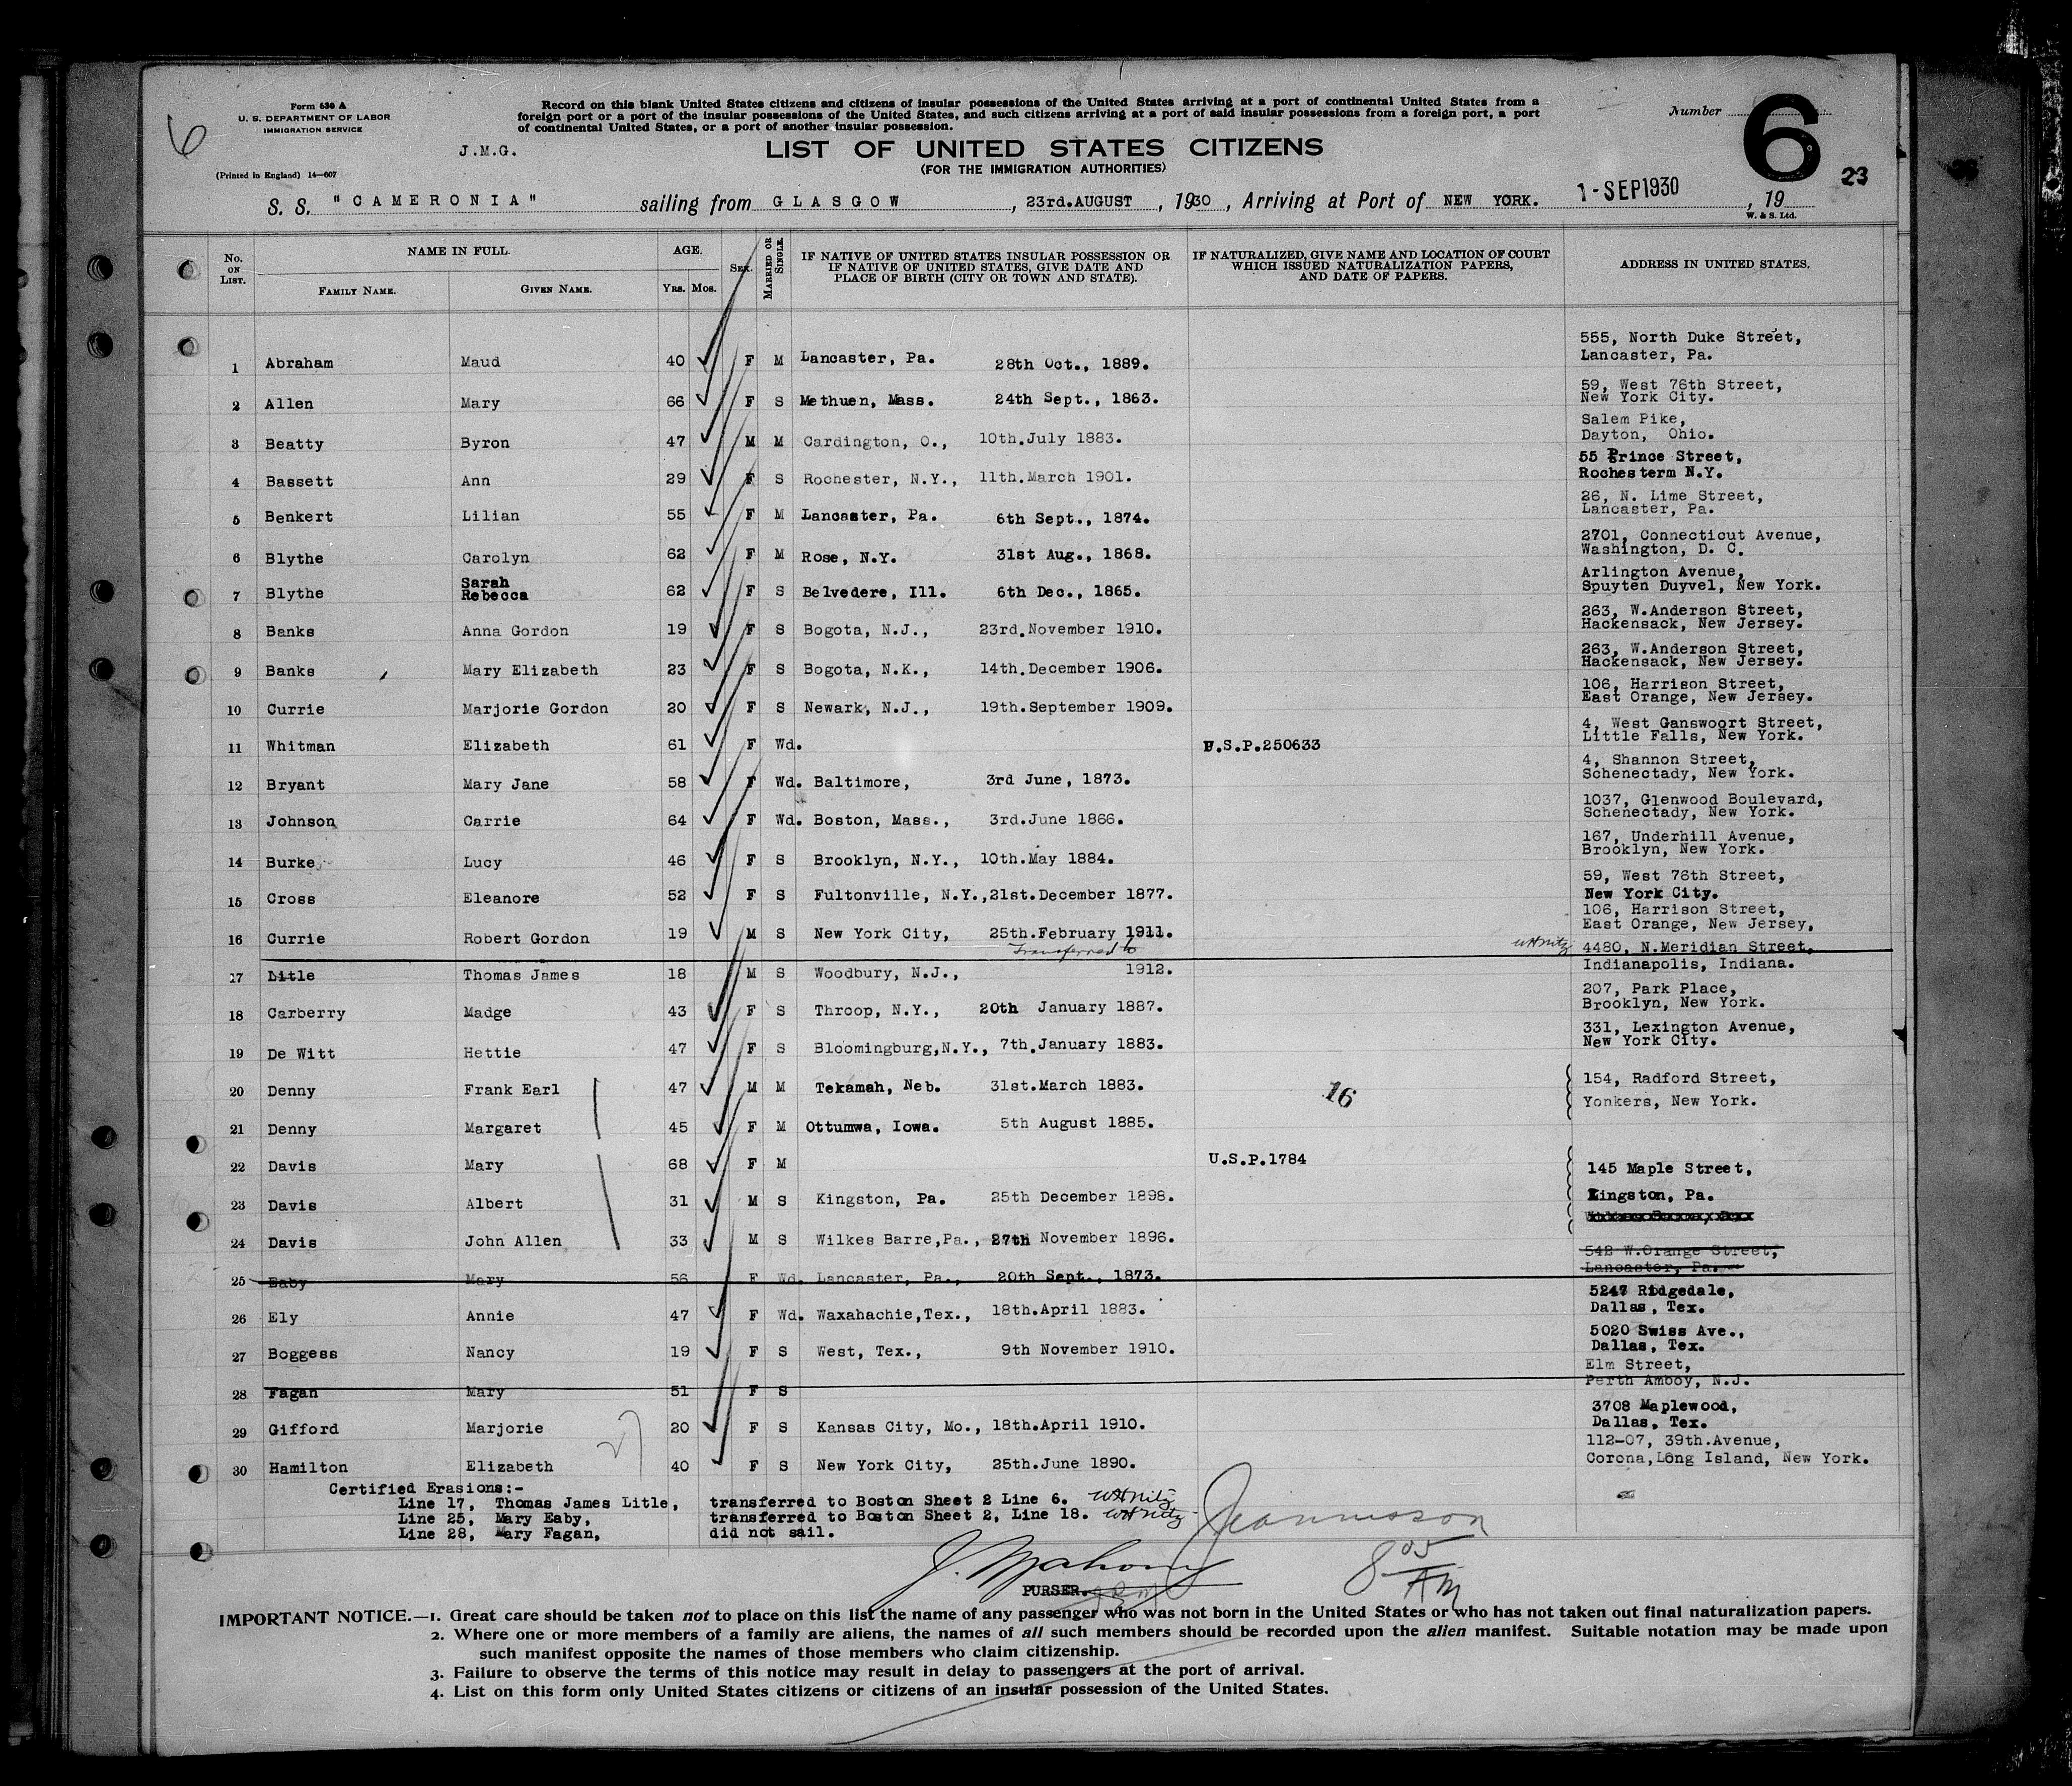 6
Form 630 A
U. S. DEPARTMENT OF LABOR
IMMIGRATION SERVICE
(Printed in England) 14—607
J.M.G.
Record on this blank United States citizens and citizens of insular possessions of the United States arriving at a port of continental United States from a
foreign port or a port of the insular possessions of the United States, and such citizens arriving at a port of said insular possessions from a foreign port, a port
of continental United States, or a port of another insular possession.
LIST OF UNITED STATES CITIZENS
(FOR THE IMMIGRATION AUTHORITIES)
Number 6
23
S. S. "CAMERONIA" sailing from GLASGOW, 23rd.AUGUST, 1930, Arriving at Port of NEW YORK. 1-SEP1930, 19
W. & S. Ltd.
No. ON LIST. NAME IN FULL. FAMILY NAME. GIVEN NAME. AGE. YRS. MOS. SEX. MARRIED OR SINGLE. IF NATIVE OF UNITED STATES INSULAR POSSESSION OR IF NATIVE OF UNITED STATES, GIVE DATE AND PLACE OF BIRTH (CITY OR TOWN AND STATE). IF NATURALIZED, GIVE NAME AND LOCATION OF COURT WHICH ISSUED NATURALIZATION PAPERS, AND DATE OF PAPERS. ADDRESS IN UNITED STATES.
1 Abraham Maud 40 F M Lancaster, Pa. 28th Oct., 1889. 555, North Duke Street, Lancaster, Pa.
2 Allen Mary 66 F S Methuen, Mass. 24th Sept., 1863. 59, West 76th Street, New York City.
3 Beatty Byron 47 M M Cardington, O., 10th.July 1883. Salem Pike, Dayton, Ohio.
4 Bassett Ann 29 F S Rochester, N.Y., 11th.March 1901. 55 Prince Street, Rochesterm N.Y.
5 Benkert Lilian 55 F M Lancaster, Pa. 6th Sept., 1874. 26, N. Lime Street, Lancaster, Pa.
6 Blythe Carolyn 62 F M Rose, N.Y. 31st Aug., 1868. 2701, Connecticut Avenue, Washington, D. C.
7 Blythe Sarah Rebecca 62 F S Belvedere, Ill. 6th Dec., 1865. Arlington Avenue, Spuyten Duyvel, New York.
8 Banks Anna Gordon 19 F S Bogota, N.J., 23rd.November 1910. 263, W.Anderson Street, Hackensack, New Jersey.
9 Banks Mary Elizabeth 23 F S Bogota, N.K., 14th.December 1906. 263, W.Anderson Street, Hackensack, New Jersey.
10 Currie Marjorie Gordon 20 F S Newark, N.J., 19th.September 1909. 106, Harrison Street, East Orange, New Jersey.
11 Whitman Elizabeth 61 F Wd. U.S.P.250633 4, West Ganswoort Street, Little Falls, New York.
12 Bryant Mary Jane 58 F Wd. Baltimore, 3rd June, 1873. 4, Shannon Street, Schenectady, New York.
13 Johnson Carrie 64 F Wd. Boston, Mass., 3rd.June 1866. 1037, Glenwood Boulevard, Schenectady, New York.
14 Burke Lucy 46 F S Brooklyn, N.Y., 10th.May 1884. 167, Underhill Avenue, Brooklyn, New York.
15 Cross Eleanore 52 F S Fultonville, N.Y., 21st.December 1877. 59, West 76th Street, New York City.
16 Currie Robert Gordon 19 M S New York City, 25th.February 1911. 106, Harrison Street, East Orange, New Jersey,
Transferred to WHNitz
17 Litle Thomas James 18 M S Woodbury, N.J., 1912. 4480, N.Meridian Street, Indianapolis, Indiana.
18 Carberry Madge 43 F S Throop, N.Y., 20th January 1887. 207, Park Place, Brooklyn, New York.
19 De Witt Hettie 47 F S Bloomingburg,N.Y., 7th.January 1883. 331, Lexington Avenue, New York City.
20 Denny Frank Earl 47 M M Tekamah, Neb. 31st.March 1883. 16 154, Radford Street, Yonkers, New York.
21 Denny Margaret 45 F M Ottumwa, Iowa. 5th August 1885.
22 Davis Mary 68 F M U.S.P.1784 145 Maple Street,
23 Davis Albert 31 M S Kingston, Pa. 25th December 1898. Kingston, Pa.
24 Davis John Allen 33 M S Wilkes Barre,Pa., 27th November 1896.
25 Eaby Mary 56 F Wd. Lancaster, Pa., 20th Sept., 1873. 542 W.Orange Street, Lancaster, Pa.
26 Ely Annie 47 F Wd. Waxahachie,Tex., 18th.April 1883. 5247 Ridgedale, Dallas, Tex.
27 Boggess Nancy 19 F S West, Tex., 9th November 1910. 5020 Swiss Ave., Dallas, Tex.
28 Fagan Mary 51 F S Elm Street, Perth Amboy, N.J.
29 Gifford Marjorie 20 F S Kansas City, Mo., 18th.April 1910. 3708 Maplewood, Dallas, Tex.
30 Hamilton Elizabeth 40 F S New York City, 25th.June 1890. 112-07, 39th.Avenue, Corona,Long Island, New York.
27
Certified Erasions:-
Line 17, Thomas James Litle, transferred to Boston Sheet 2 Line 6. WHNitz
Line 25, Mary Eaby, transferred to Boston Sheet 2, Line 18. WHNitz
Line 28, Mary Fagan, did not sail.
J. Mahony
PURSER.
8 05 AM
IMPORTANT NOTICE.—1. Great care should be taken not to place on this list the name of any passenger who was not born in the United States or who has not taken out final naturalization papers.
2. Where one or more members of a family are aliens, the names of all such members should be recorded upon the alien manifest. Suitable notation may be made upon
such manifest opposite the names of those members who claim citizenship.
3. Failure to observe the terms of this notice may result in delay to passengers at the port of arrival.
4. List on this form only United States citizens or citizens of an insular possession of the United States.